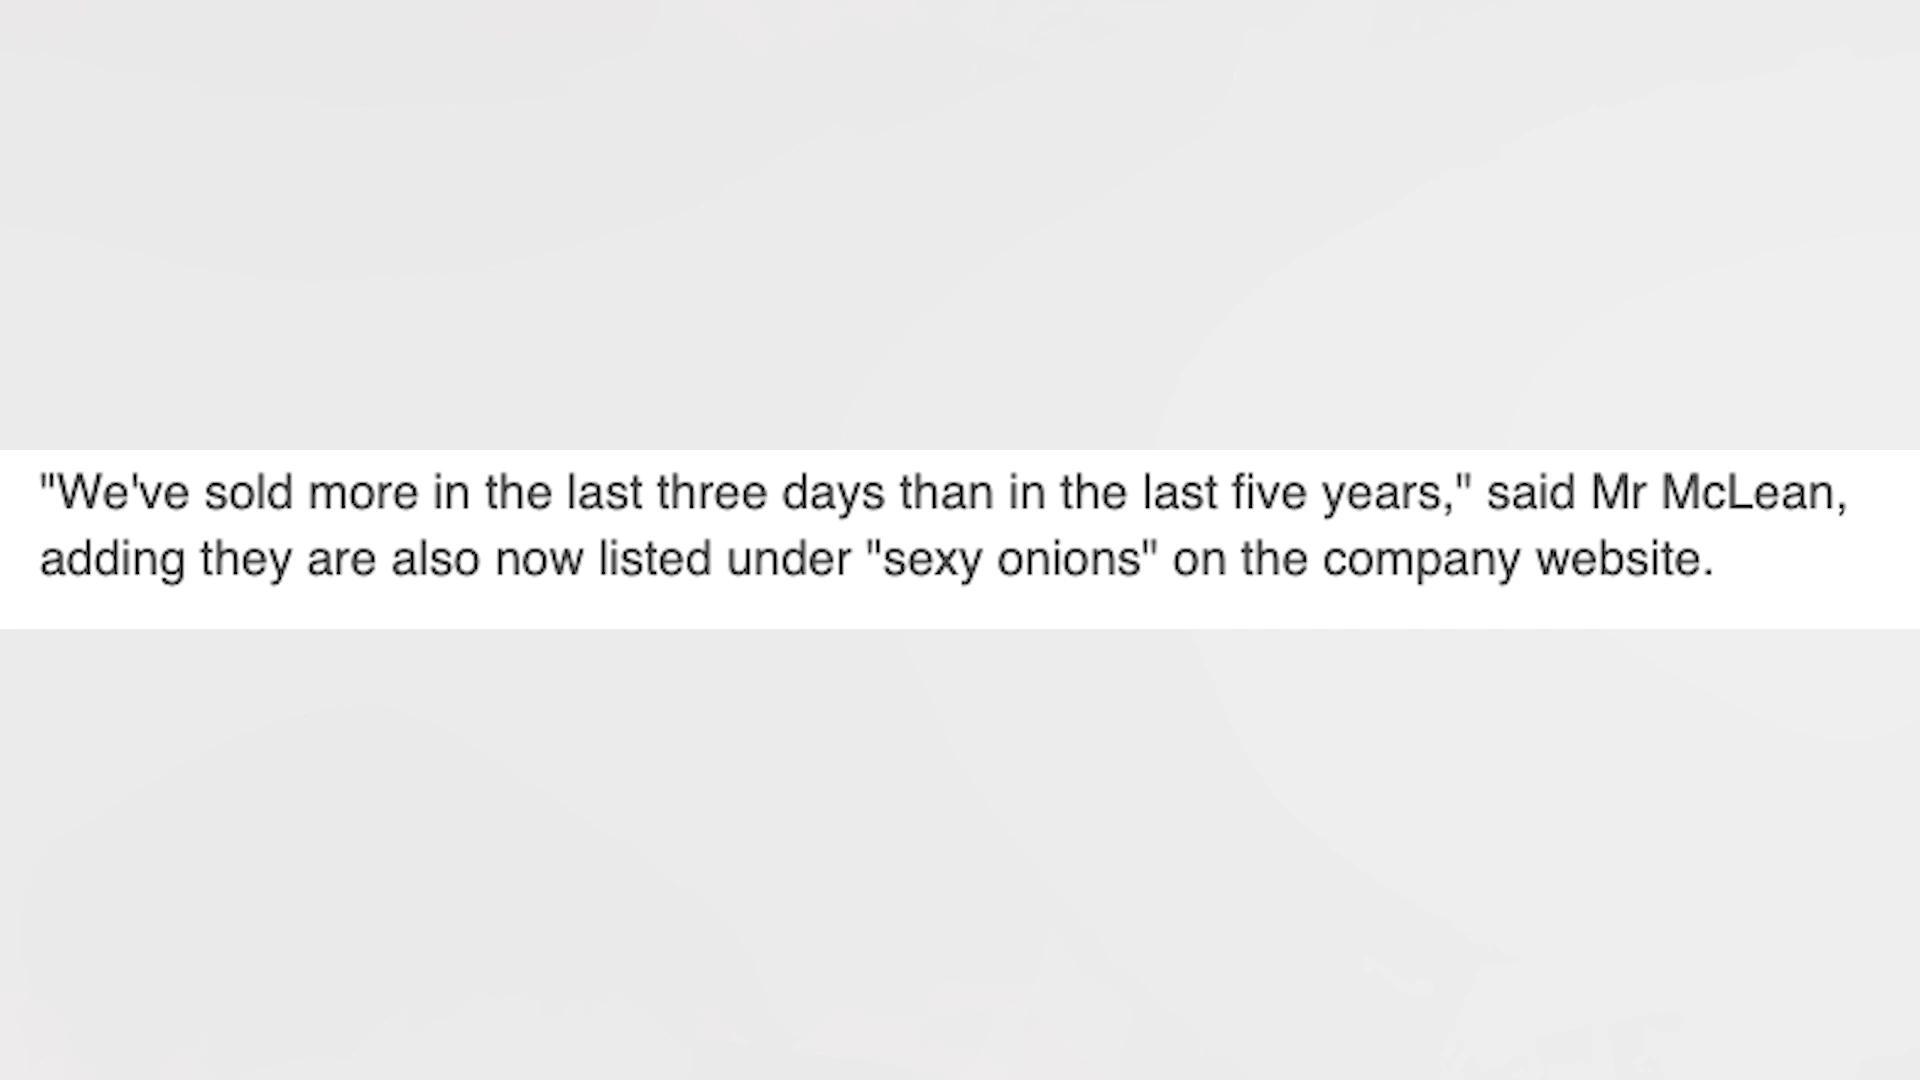 "We've sold more in the last three days than in the last five years," said Mr McLean,
adding they are also now listed under "sexy onions" on the company website.